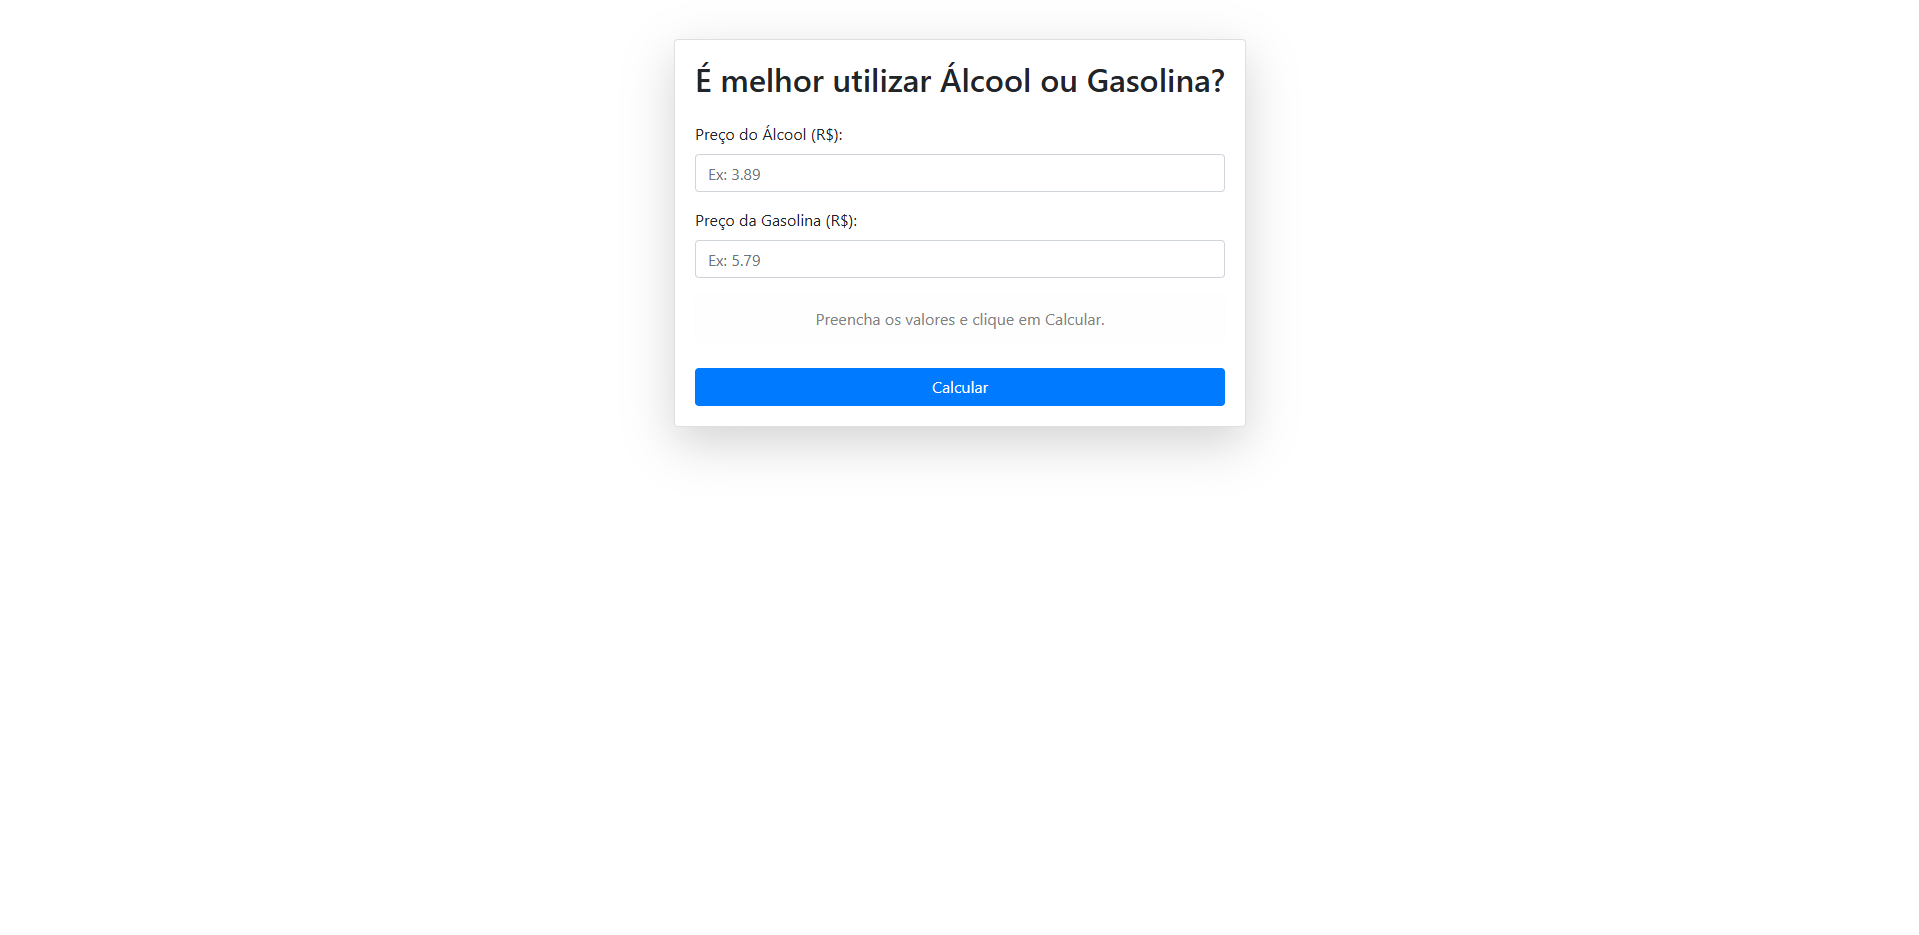 É melhor utilizar Álcool ou Gasolina?
Preço do Álcool (R$):
Ex: 3.89
Preço da Gasolina (R$):
Ex: 5.79
Preencha os valores e clique em Calcular.
Calcular